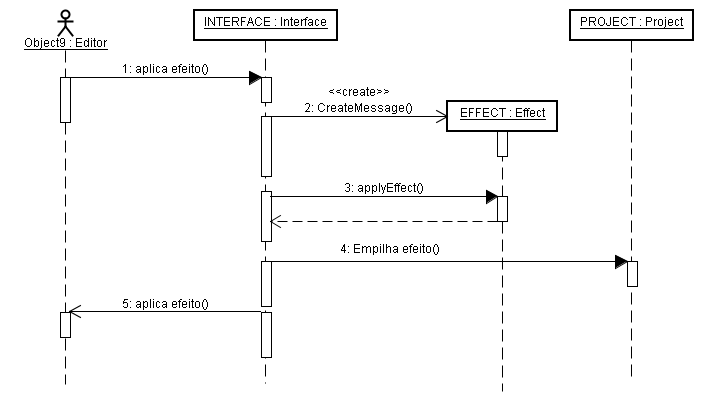 INTERFACE : Interface
PROJECT : Project
Object9 : Editor
1: aplica efeito()
<<create>>
2: CreateMessage()
EFFECT : Effect
3: applyEffect()
4: Empilha efeito()
5: aplica efeito()